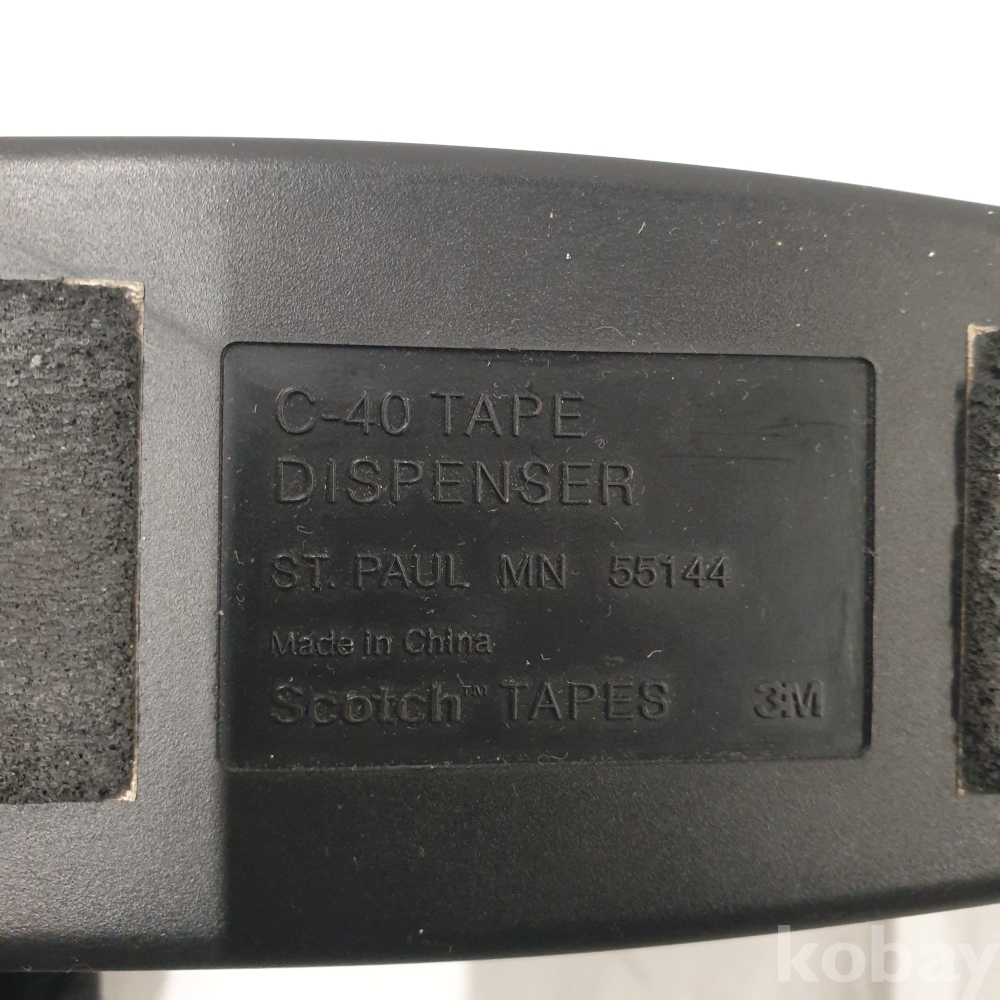 C-40 TAPE
DISPENSER
ST. PAUL MN 55144
Made in China
Scotch™ TAPES 3M
kobay